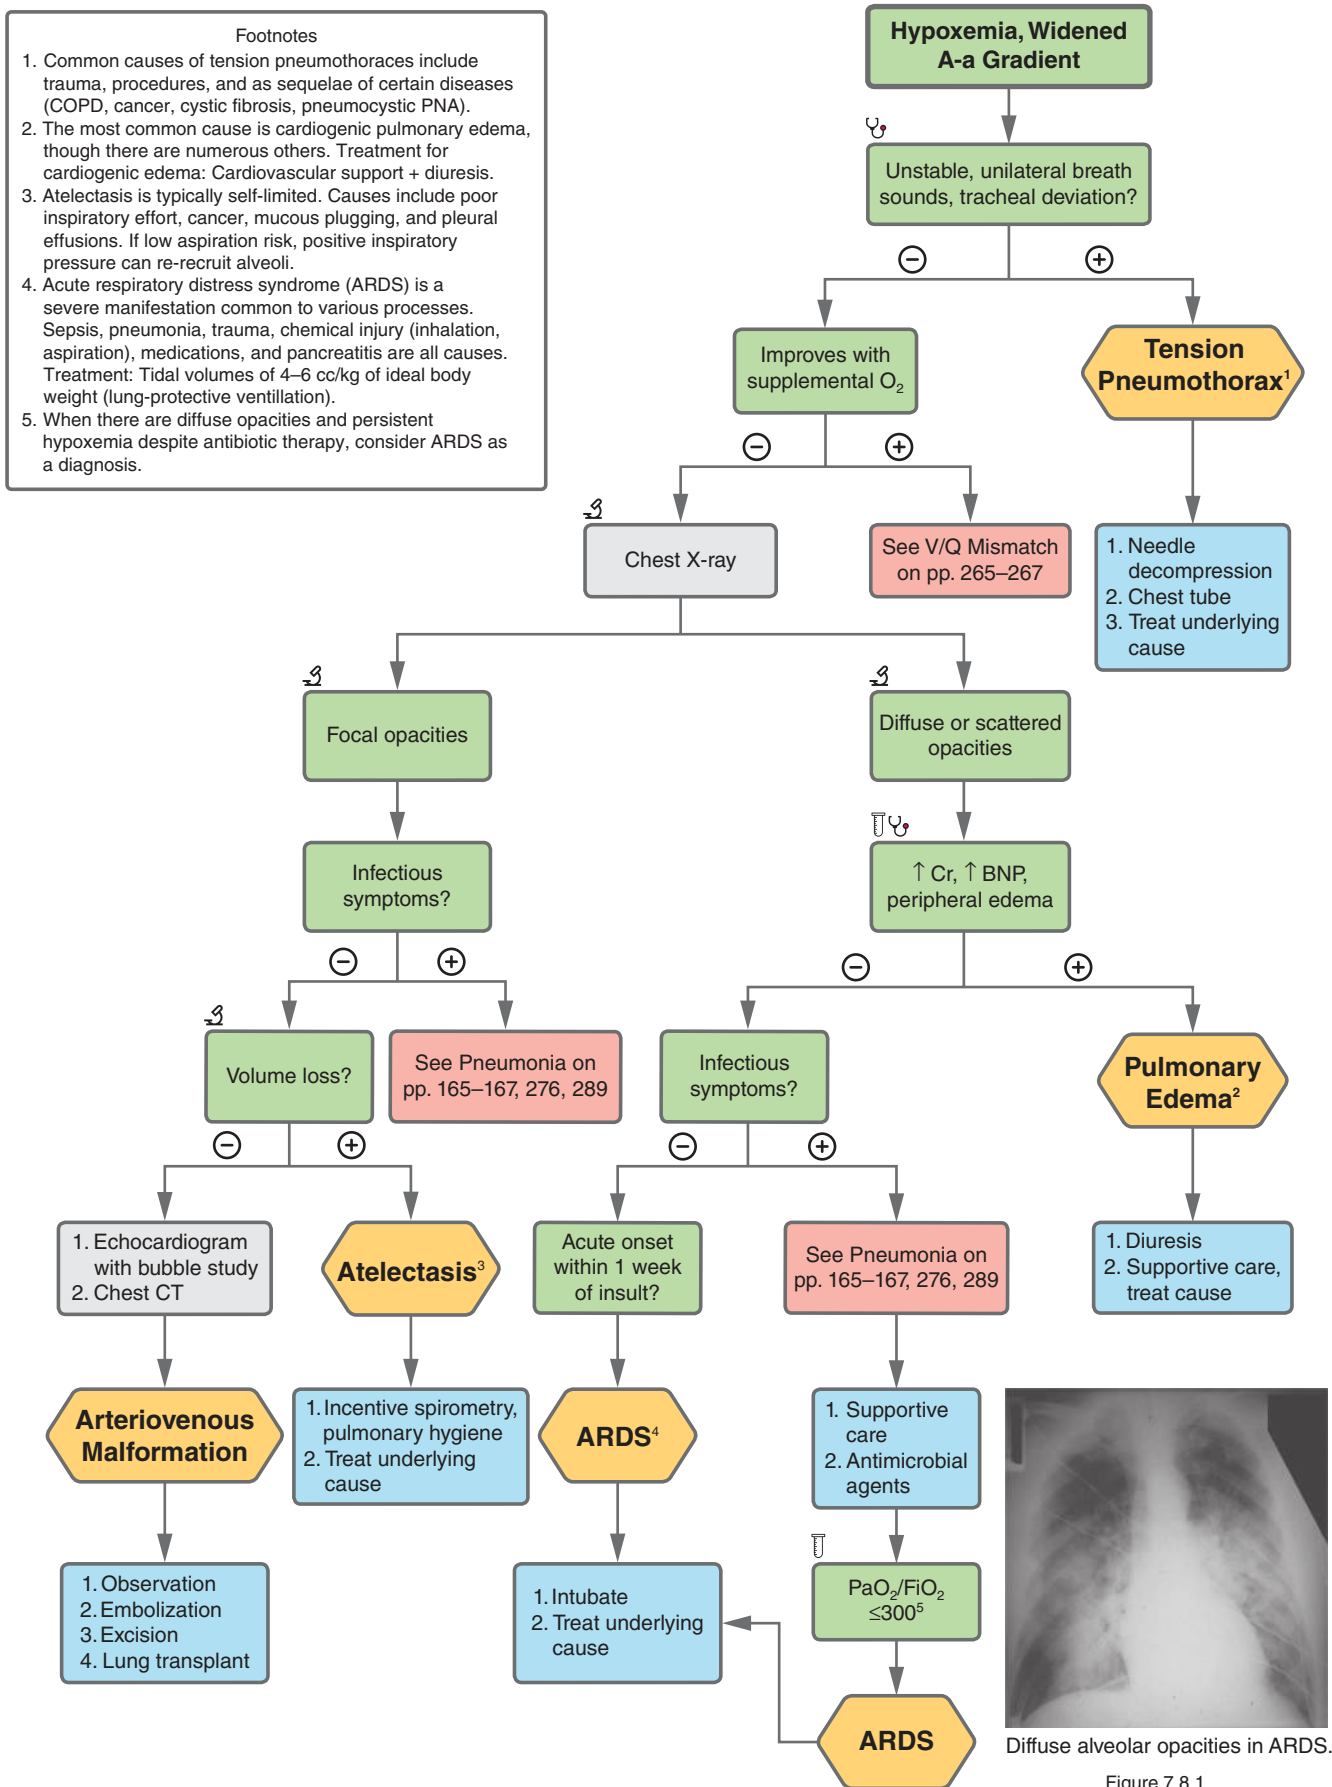 Footnotes
1. Common causes of tension pneumothoraces include
trauma, procedures, and as sequelae of certain diseases
(COPD, cancer, cystic fibrosis, pneumocystic PNA).
2. The most common cause is cardiogenic pulmonary edema,
though there are numerous others. Treatment for
cardiogenic edema: Cardiovascular support + diuresis.
3. Atelectasis is typically self-limited. Causes include poor
inspiratory effort, cancer, mucous plugging, and pleural
effusions. If low aspiration risk, positive inspiratory
pressure can re-recruit alveoli.
4. Acute respiratory distress syndrome (ARDS) is a
severe manifestation common to various processes.
Sepsis, pneumonia, trauma, chemical injury (inhalation,
aspiration), medications, and pancreatitis are all causes.
Treatment: Tidal volumes of 4–6 cc/kg of ideal body
weight (lung-protective ventillation).
5. When there are diffuse opacities and persistent
hypoxemia despite antibiotic therapy, consider ARDS as
a diagnosis.
Hypoxemia, Widened
A-a Gradient
Unstable, unilateral breath
sounds, tracheal deviation?
−
+
Improves with
supplemental O₂
Tension
Pneumothorax¹
−
+
Chest X-ray
See V/Q Mismatch
on pp. 265–267
1. Needle
decompression
2. Chest tube
3. Treat underlying
cause
Focal opacities
Diffuse or scattered
opacities
Infectious
symptoms?
↑ Cr, ↑ BNP,
peripheral edema
−
+
−
+
Volume loss?
See Pneumonia on
pp. 165–167, 276, 289
Infectious
symptoms?
Pulmonary
Edema²
−
+
−
+
1. Echocardiogram
with bubble study
2. Chest CT
Atelectasis³
Acute onset
within 1 week
of insult?
See Pneumonia on
pp. 165–167, 276, 289
1. Diuresis
2. Supportive care,
treat cause
Arteriovenous
Malformation
1. Incentive spirometry,
pulmonary hygiene
2. Treat underlying
cause
ARDS⁴
1. Supportive
care
2. Antimicrobial
agents
1. Observation
2. Embolization
3. Excision
4. Lung transplant
1. Intubate
2. Treat underlying
cause
PaO₂/FiO₂
≤300⁵
ARDS
Diffuse alveolar opacities in ARDS.
Figure 7.8.1